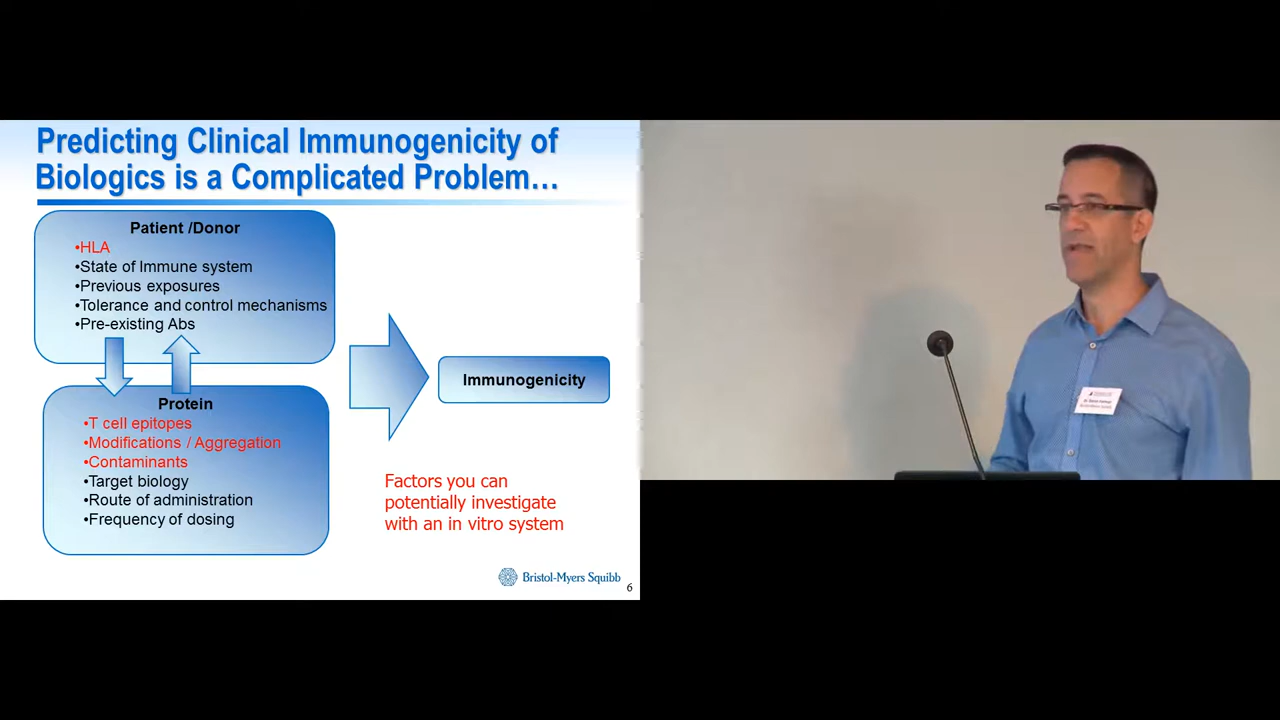 Predicting Clinical Immunogenicity of
Biologics is a Complicated Problem…
Patient /Donor
•HLA
•State of Immune system
•Previous exposures
•Tolerance and control mechanisms
•Pre-existing Abs
Protein
•T cell epitopes
•Modifications / Aggregation
•Contaminants
•Target biology
•Route of administration
•Frequency of dosing
Immunogenicity
Factors you can
potentially investigate
with an in vitro system
Bristol-Myers Squibb
6